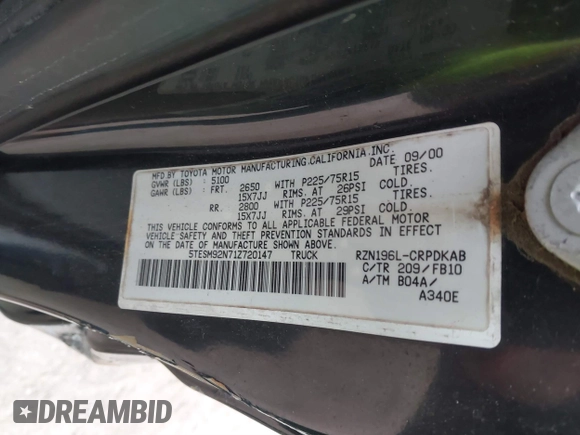 MFD BY TOYOTA MOTOR MANUFACTURING,CALIFORNIA,INC. DATE 09/00
GVWR (LBS) : 5100
GAWR (LBS) : FRT. 2650 WITH P225/75R15 TIRES.
15X7JJ RIMS. AT 26PSI COLD.
RR. 2800 WITH P225/75R15 TIRES.
15X7JJ RIMS. AT 29PSI COLD.
THIS VEHICLE CONFORMS TO ALL APPLICABLE FEDERAL MOTOR
VEHICLE SAFETY AND THEFT PREVENTION STANDARDS IN EFFECT
ON THE DATE OF MANUFACTURE SHOWN ABOVE.
5TESM92N71Z720147 TRUCK
RZN196L-CRPDKAB
C/TR 209/FB10
A/TM B04A/
A340E
DREAMBID